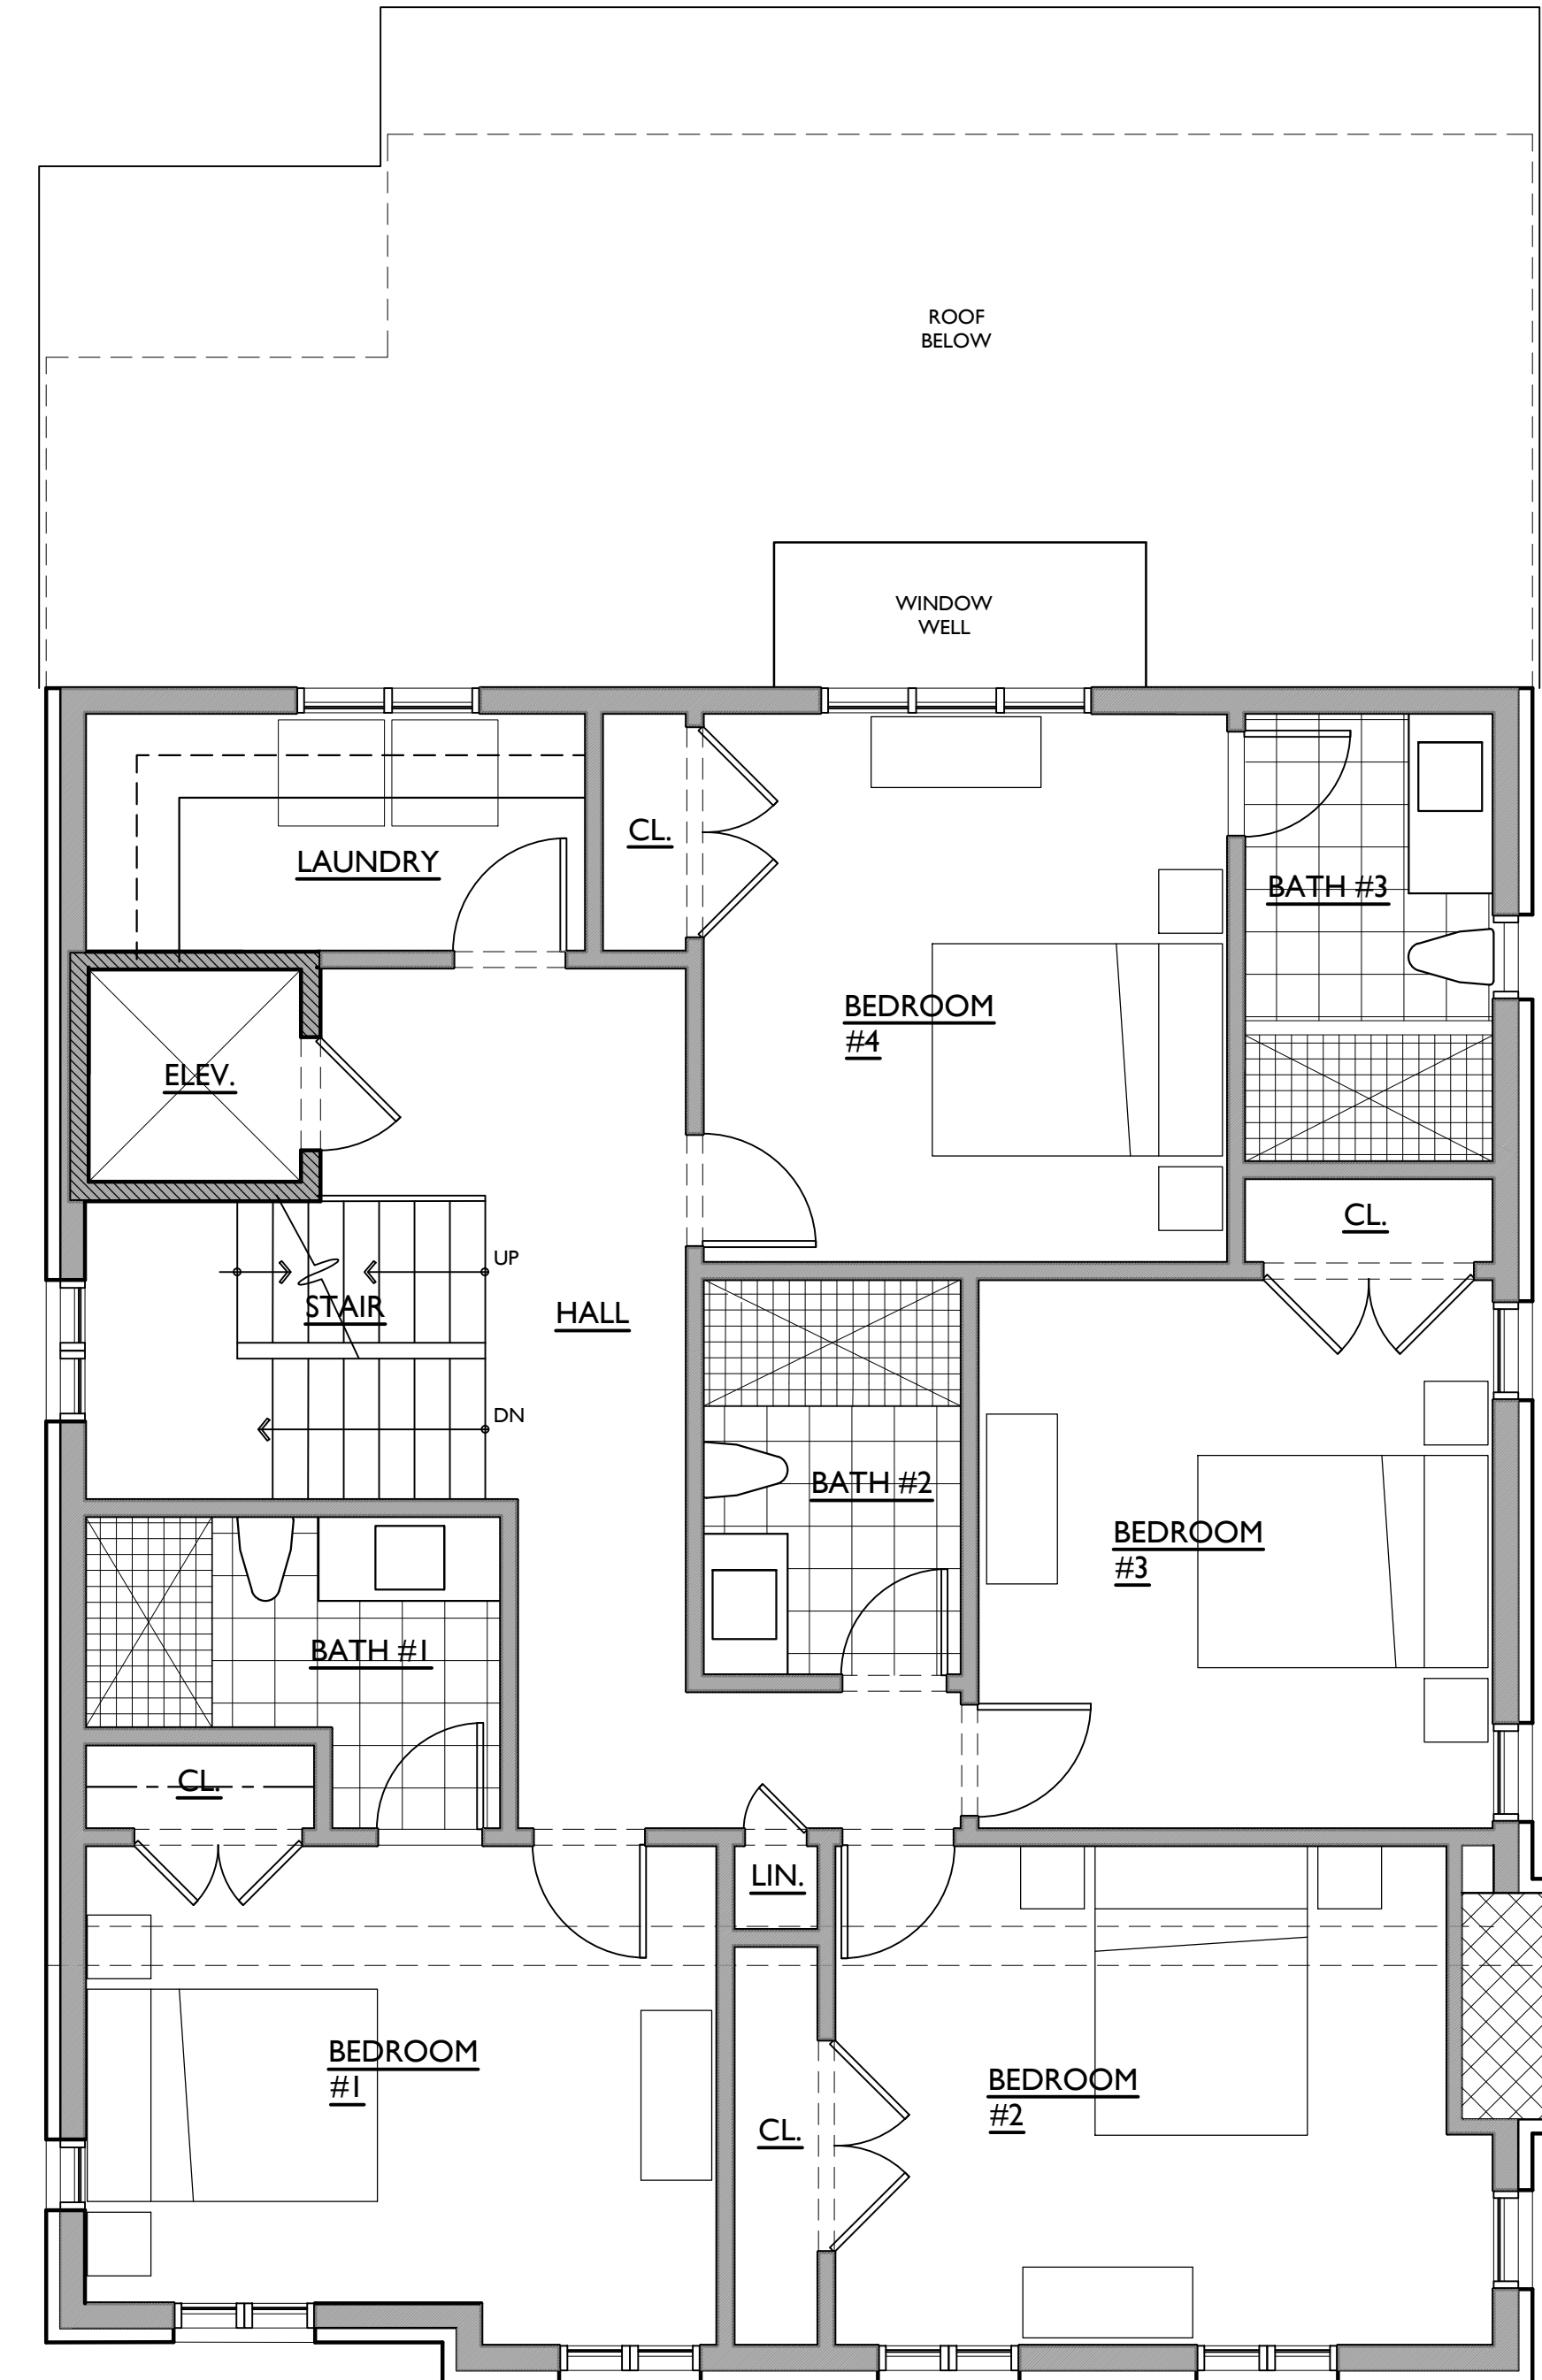 ROOF
BELOW
WINDOW
WELL
CL.
LAUNDRY
BATH #3
BEDROOM
#4
ELEV.
CL.
UP
STAIR
HALL
DN
BATH #2
BEDROOM
#3
BATH #1
CL.
LIN.
BEDROOM
#1
BEDROOM
#2
CL.